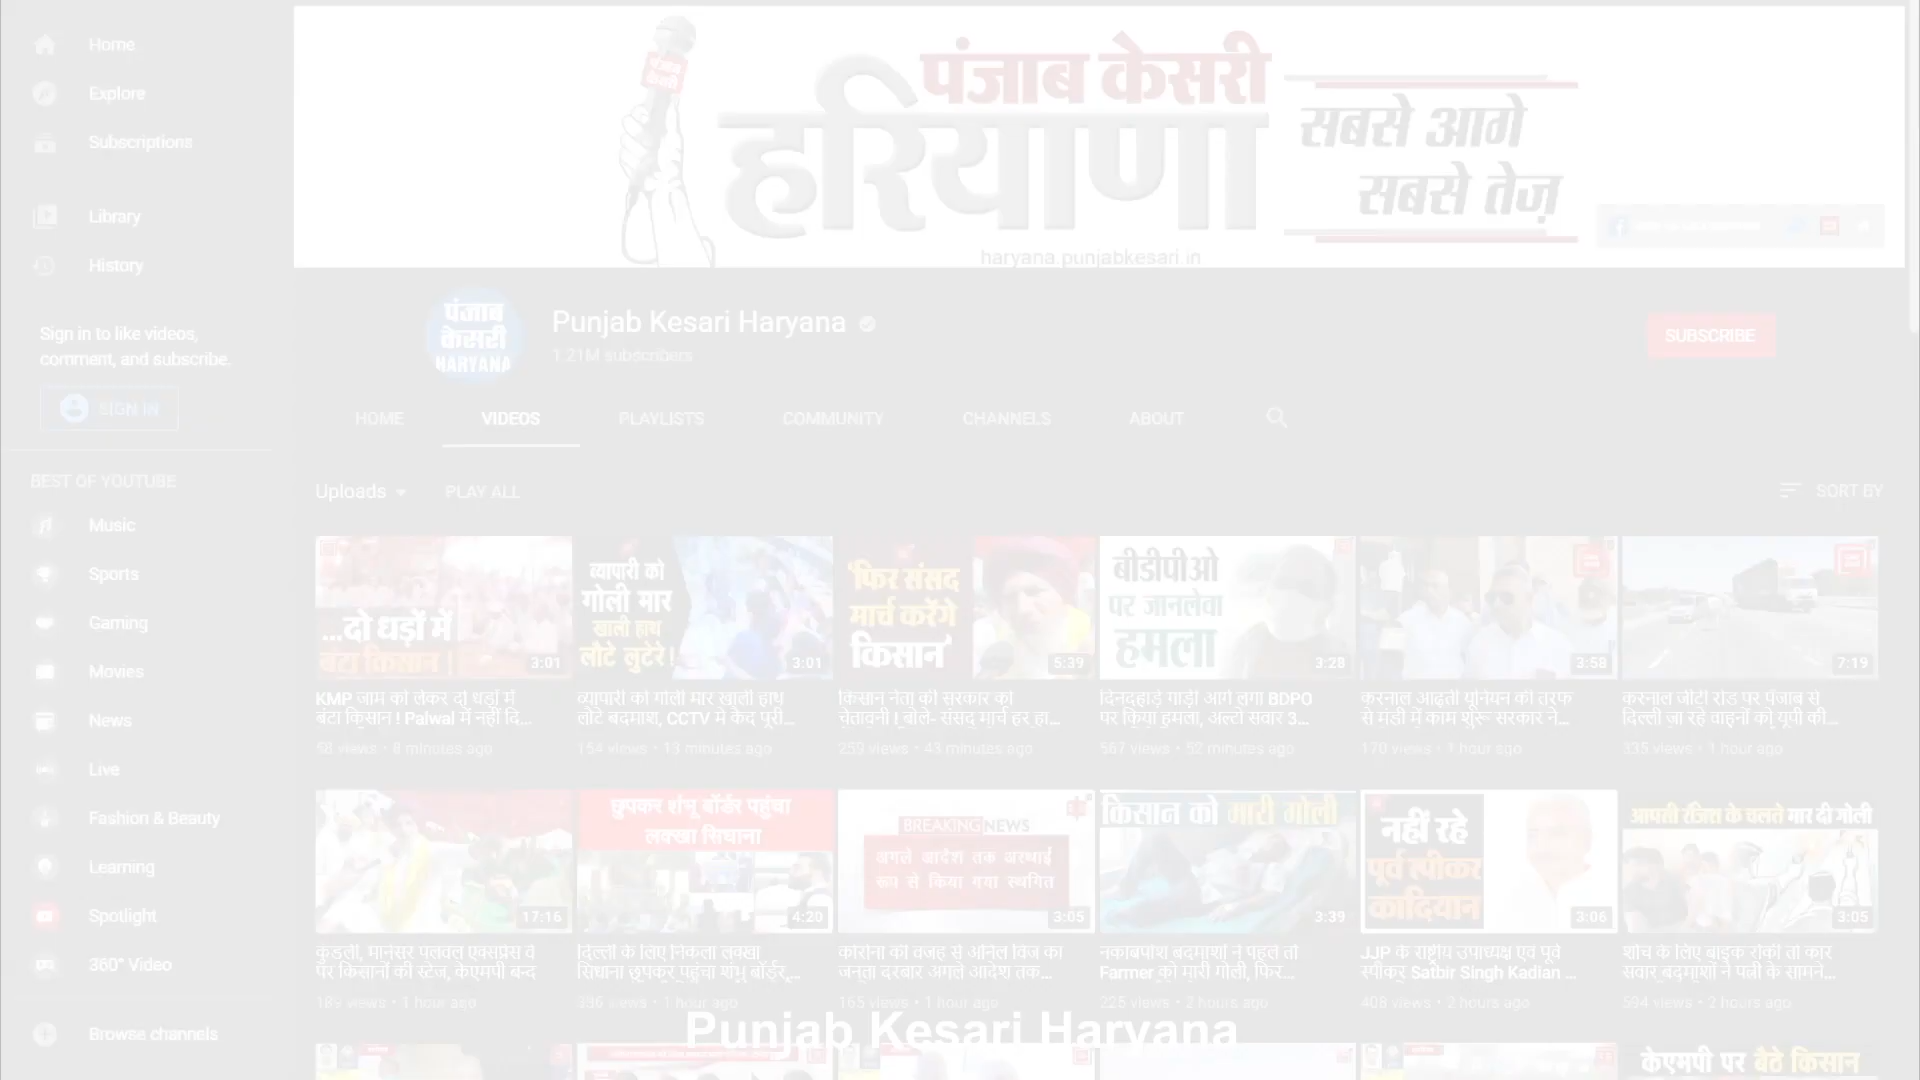 Home
Explore
Subscriptions
Library
History
Sign in to like videos,
comment, and subscribe.
SIGN IN
BEST OF YOUTUBE
Music
Sports
Gaming
Movies
News
Live
Fashion & Beauty
Learning
Spotlight
360° Video
Browse channels
पंजाब केसरी
हरियाणा
सबसे आगे
सबसे तेज़
haryana.punjabkesari.in
पंजाब
केसरी
HARYANA
Punjab Kesari Haryana
1.21M subscribers
SUBSCRIBE
HOME VIDEOS PLAYLISTS COMMUNITY CHANNELS ABOUT
Uploads PLAY ALL SORT BY
...दो धड़ों में
बंटा किसान !
3:01
व्यापारी को
गोली मार
खाली हाथ
लौटे लुटेरे !
3:01
'फिर संसद
मार्च करेंगे
किसान'
5:39
बीडीपीओ
पर जानलेवा
हमला
3:28
3:58
7:19
KMP जाम को लेकर दो धड़ों में
बंटा किसान ! Palwal में नहीं दि...
58 views • 8 minutes ago
व्यापारी को गोली मार खाली हाथ
लौटे बदमाश, CCTV में कैद पूरी...
154 views • 13 minutes ago
किसान नेता की सरकार को
चेतावनी ! बोले- संसद मार्च हर हा...
259 views • 43 minutes ago
दिनदहाड़े गाड़ी आगे लगा BDPO
पर किया हमला, अल्टो सवार 3...
567 views • 52 minutes ago
करनाल आढ़ती यूनियन की तरफ
से मंडी में काम शुरू सरकार ने...
170 views • 1 hour ago
करनाल जीटी रोड पर पंजाब से
दिल्ली जा रहे वाहनों को यूपी की...
335 views • 1 hour ago
17:16
छुपकर शंभू बॉर्डर पहुंचा
लक्खा सिधाना
4:20
BREAKING NEWS
अगले आदेश तक अस्थाई
रूप से किया गया स्थगित
3:05
किसान को मारी गोली
3:39
नहीं रहे
पूर्व स्पीकर
कादियान
3:06
आपसी रंजिश के चलते मार दी गोली
3:05
कुंडली, मानेसर पलवल एक्सप्रेस वे
पर किसानों की स्टेज, केएमपी बन्द
189 views • 1 hour ago
दिल्ली के लिए निकला लक्खा
सिधाना छुपकर पहुंचा शंभू बॉर्डर,...
336 views • 1 hour ago
कोरोना की वजह से अनिल विज का
जनता दरबार अगले आदेश तक...
165 views • 1 hour ago
नकाबपोश बदमाशों ने पहले तो
Farmer को मारी गोली, फिर...
225 views • 2 hours ago
JJP के राष्ट्रीय उपाध्यक्ष एवं पूर्व
स्पीकर Satbir Singh Kadian ...
408 views • 2 hours ago
शौच के लिए बाइक रोकी तो कार
सवार बदमाशों ने पत्नी के सामने...
594 views • 2 hours ago
Punjab Kesari Haryana
केएमपी पर बैठे किसान